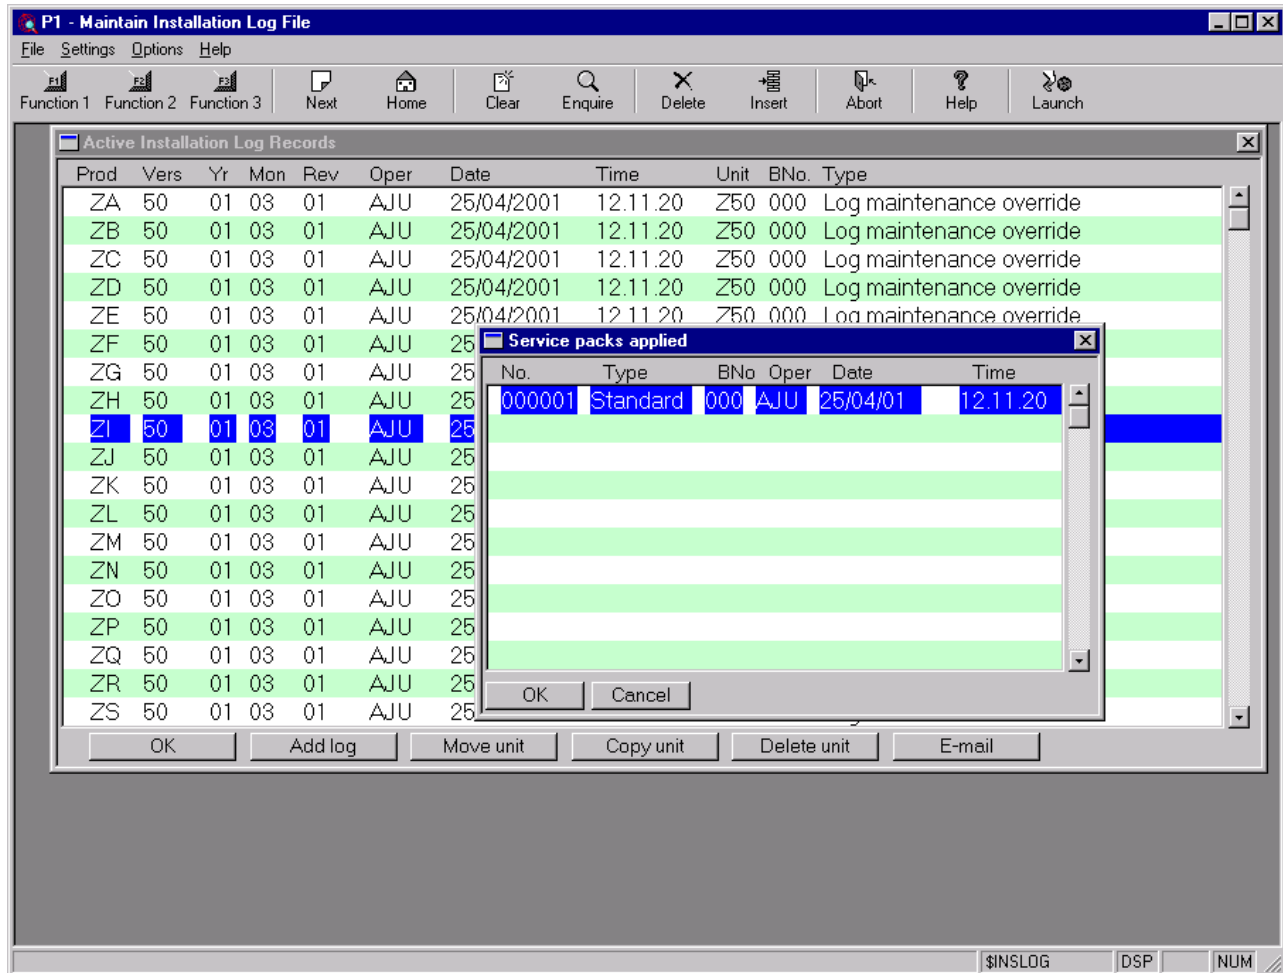 P1 - Maintain Installation Log File
File Settings Options Help
F1 F2 F3
Function 1 Function 2 Function 3 Next Home Clear Enquire Delete Insert Abort Help Launch
Active Installation Log Records
Prod Vers Yr Mon Rev Oper Date Time Unit BNo. Type
ZA 50 01 03 01 AJU 25/04/2001 12.11.20 Z50 000 Log maintenance override
ZB 50 01 03 01 AJU 25/04/2001 12.11.20 Z50 000 Log maintenance override
ZC 50 01 03 01 AJU 25/04/2001 12.11.20 Z50 000 Log maintenance override
ZD 50 01 03 01 AJU 25/04/2001 12.11.20 Z50 000 Log maintenance override
ZE 50 01 03 01 AJU 25/04/2001 12.11.20 Z50 000 Log maintenance override
ZF 50 01 03 01 AJU 25
ZG 50 01 03 01 AJU 25
ZH 50 01 03 01 AJU 25
ZI 50 01 03 01 AJU 25
ZJ 50 01 03 01 AJU 25
ZK 50 01 03 01 AJU 25
ZL 50 01 03 01 AJU 25
ZM 50 01 03 01 AJU 25
ZN 50 01 03 01 AJU 25
ZO 50 01 03 01 AJU 25
ZP 50 01 03 01 AJU 25
ZQ 50 01 03 01 AJU 25
ZR 50 01 03 01 AJU 25
ZS 50 01 03 01 AJU 25
Service packs applied
No. Type BNo Oper Date Time
000001 Standard 000 AJU 25/04/01 12.11.20
OK Cancel
OK Add log Move unit Copy unit Delete unit E-mail
$INSLOG DSP NUM